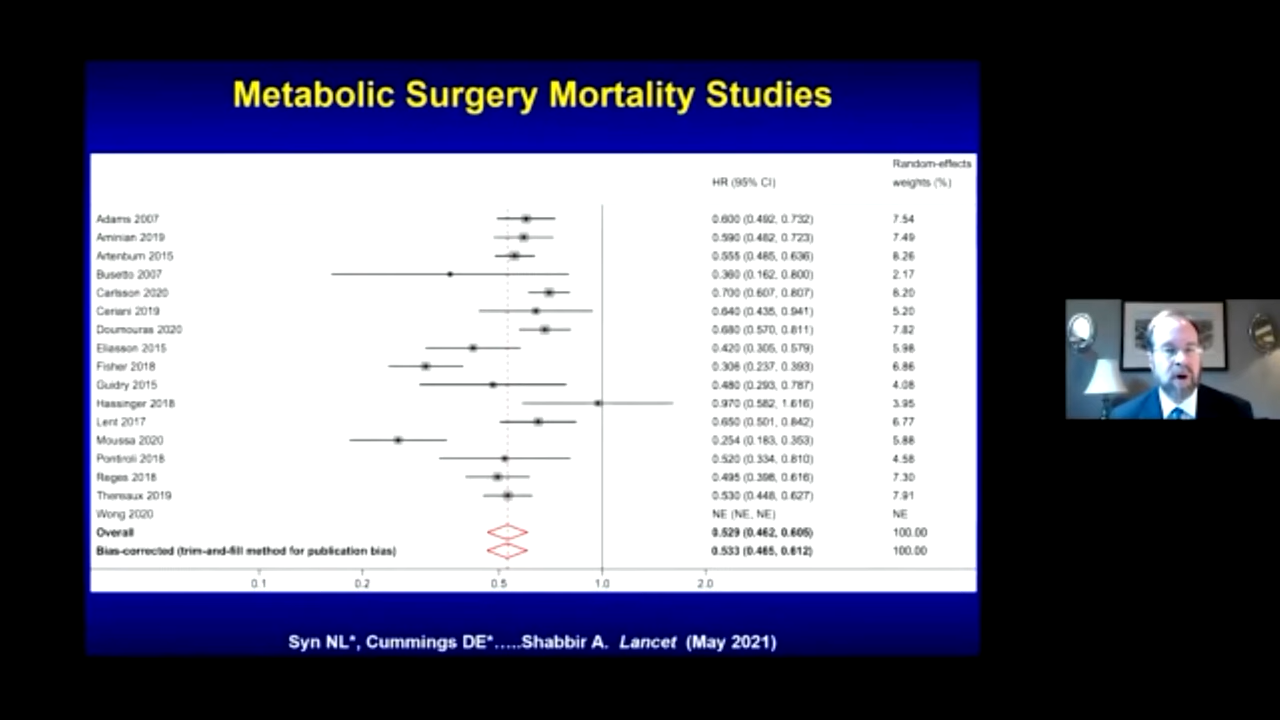 Metabolic Surgery Mortality Studies
Random-effects
HR (95% CI) weights (%)
Adams 2007 0.600 (0.492, 0.732) 7.54
Aminian 2019 0.590 (0.482, 0.723) 7.49
Arterburn 2015 0.555 (0.485, 0.636) 8.26
Busetto 2007 0.360 (0.162, 0.800) 2.17
Carlsson 2020 0.700 (0.607, 0.807) 8.20
Ceriani 2019 0.640 (0.435, 0.941) 5.20
Doumouras 2020 0.680 (0.570, 0.811) 7.82
Eliasson 2015 0.420 (0.305, 0.579) 5.98
Fisher 2018 0.306 (0.237, 0.393) 6.86
Guidry 2015 0.480 (0.293, 0.787) 4.08
Hassinger 2018 0.970 (0.582, 1.616) 3.95
Lent 2017 0.650 (0.501, 0.842) 6.77
Moussa 2020 0.254 (0.183, 0.353) 5.88
Pontiroli 2018 0.520 (0.334, 0.810) 4.58
Reges 2018 0.495 (0.398, 0.616) 7.30
Thereaux 2019 0.530 (0.448, 0.627) 7.91
Wong 2020 NE (NE, NE) NE
Overall 0.529 (0.462, 0.605) 100.00
Bias-corrected (trim-and-fill method for publication bias) 0.533 (0.465, 0.612) 100.00
0.1 0.2 0.5 1.0 2.0
Syn NL*, Cummings DE*…..Shabbir A. Lancet (May 2021)